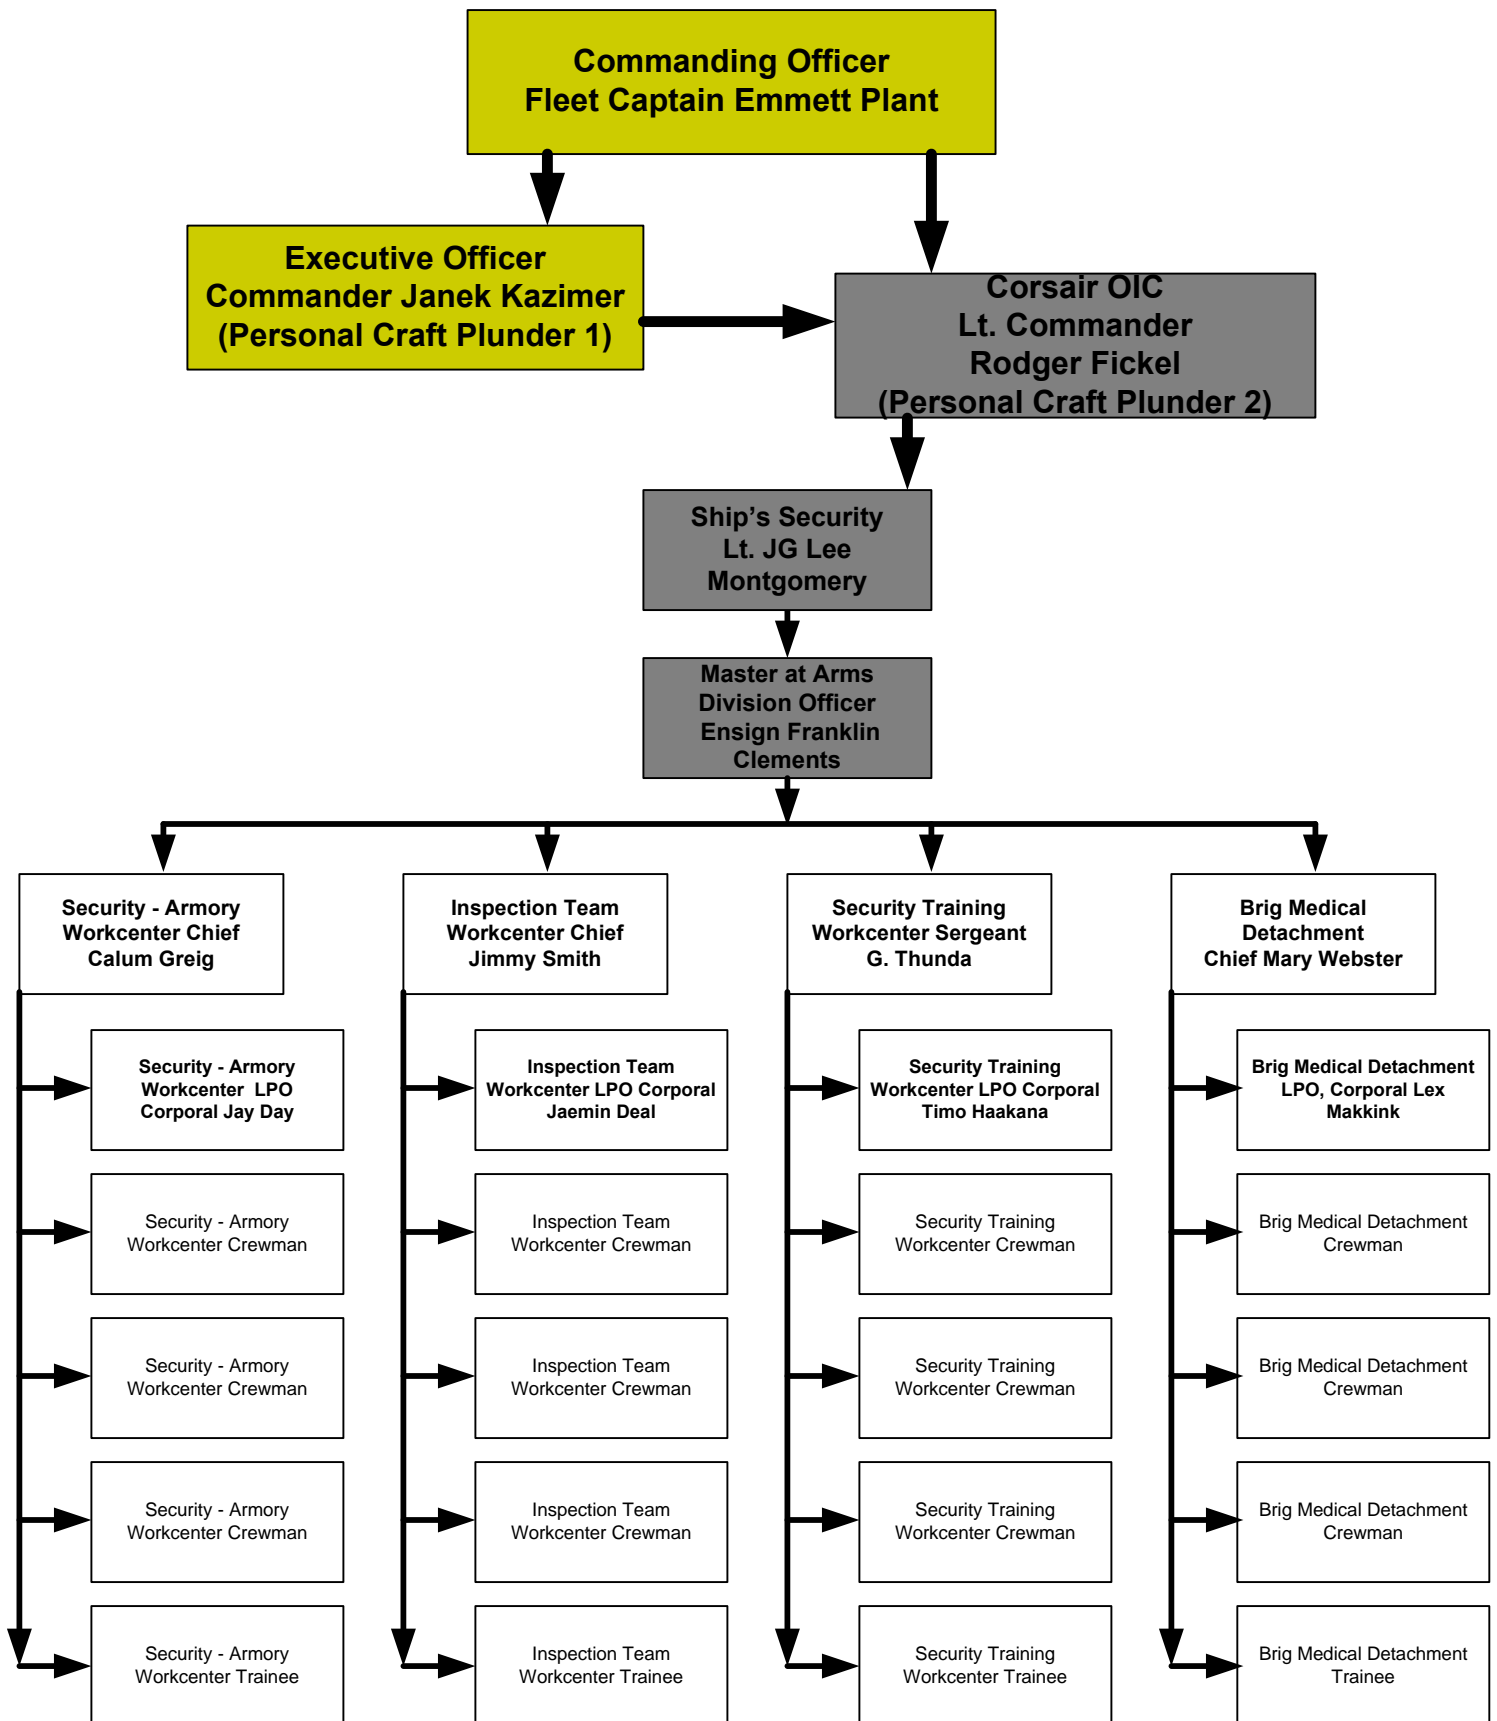 Commanding Officer
Fleet Captain Emmett Plant
Executive Officer
Commander Janek Kazimer
(Personal Craft Plunder 1)
Corsair OIC
Lt. Commander
Rodger Fickel
(Personal Craft Plunder 2)
Ship's Security
Lt. JG Lee
Montgomery
Master at Arms
Division Officer
Ensign Franklin
Clements
Security - Armory
Workcenter Chief
Calum Greig
Inspection Team
Workcenter Chief
Jimmy Smith
Security Training
Workcenter Sergeant
G. Thunda
Brig Medical
Detachment
Chief Mary Webster
Security - Armory
Workcenter LPO
Corporal Jay Day
Inspection Team
Workcenter LPO Corporal
Jaemin Deal
Security Training
Workcenter LPO Corporal
Timo Haakana
Brig Medical Detachment
LPO, Corporal Lex
Makkink
Security - Armory
Workcenter Crewman
Inspection Team
Workcenter Crewman
Security Training
Workcenter Crewman
Brig Medical Detachment
Crewman
Security - Armory
Workcenter Crewman
Inspection Team
Workcenter Crewman
Security Training
Workcenter Crewman
Brig Medical Detachment
Crewman
Security - Armory
Workcenter Crewman
Inspection Team
Workcenter Crewman
Security Training
Workcenter Crewman
Brig Medical Detachment
Crewman
Security - Armory
Workcenter Trainee
Inspection Team
Workcenter Trainee
Security Training
Workcenter Trainee
Brig Medical Detachment
Trainee